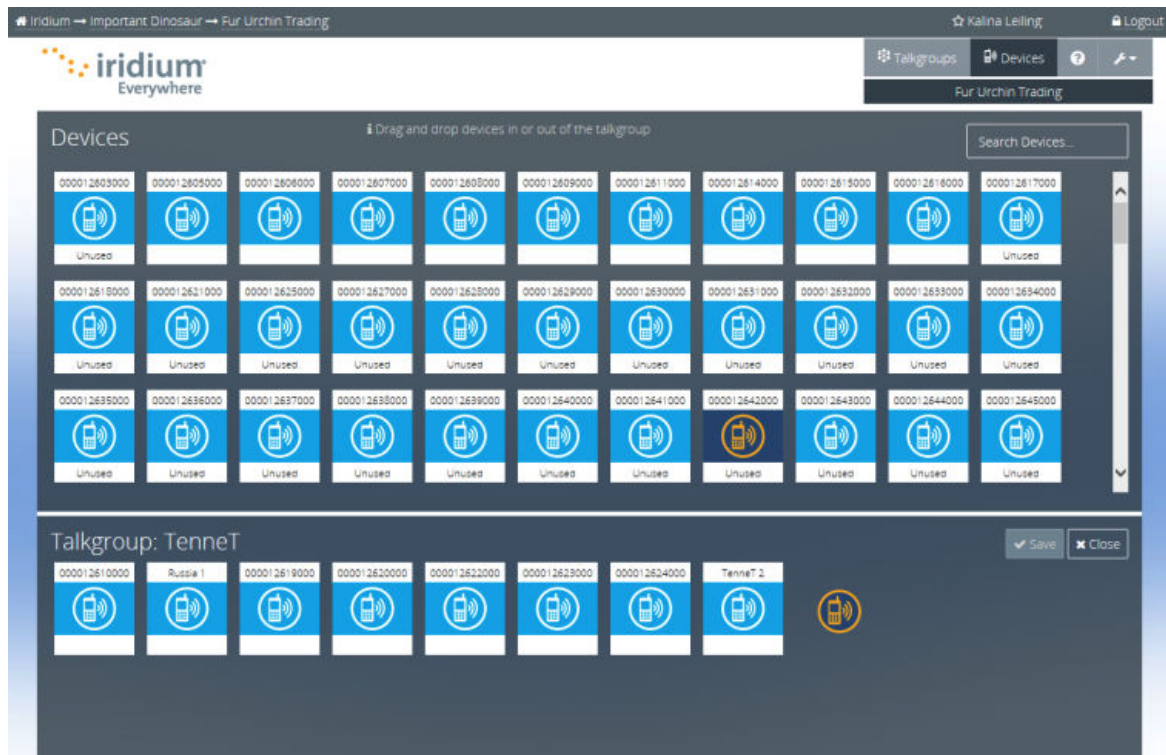 Iridium → Important Dinosaur → Fur Urchin Trading
Kalina Leiling
Logout
iridium
Everywhere
Talkgroups
Devices
Fur Urchin Trading
Devices
Drag and drop devices in or out of the talkgroup
Search Devices...
000012603000 000012605000 000012606000 000012607000 000012608000 000012609000 000012611000 000012614000 000012615000 000012616000 000012617000
Unused Unused
000012618000 000012621000 000012625000 000012627000 000012628000 000012629000 000012630000 000012631000 000012632000 000012633000 000012634000
Unused Unused Unused Unused Unused Unused Unused Unused Unused Unused Unused
000012635000 000012636000 000012637000 000012638000 000012639000 000012640000 000012641000 000012642000 000012643000 000012644000 000012645000
Unused Unused Unused Unused Unused Unused Unused Unused Unused Unused Unused
Talkgroup: TenneT
Save
Close
000012610000 Russia 1 000012619000 000012620000 000012622000 000012623000 000012624000 TenneT 2